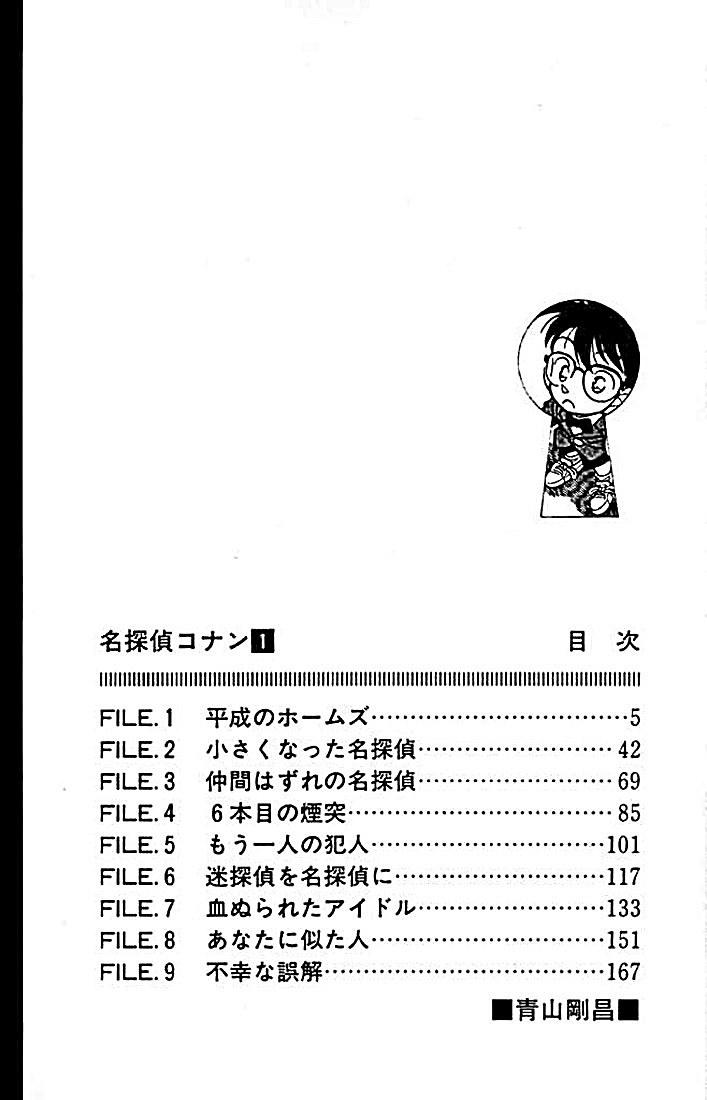 名探偵コナン1 目 次
FILE.1 平成のホームズ……………………………5
FILE.2 小さくなった名探偵……………………42
FILE.3 仲間はずれの名探偵……………………69
FILE.4 6本目の煙突……………………………85
FILE.5 もう一人の犯人…………………………101
FILE.6 迷探偵を名探偵に………………………117
FILE.7 血ぬられたアイドル……………………133
FILE.8 あなたに似た人…………………………151
FILE.9 不幸な誤解………………………………167
■青山剛昌■